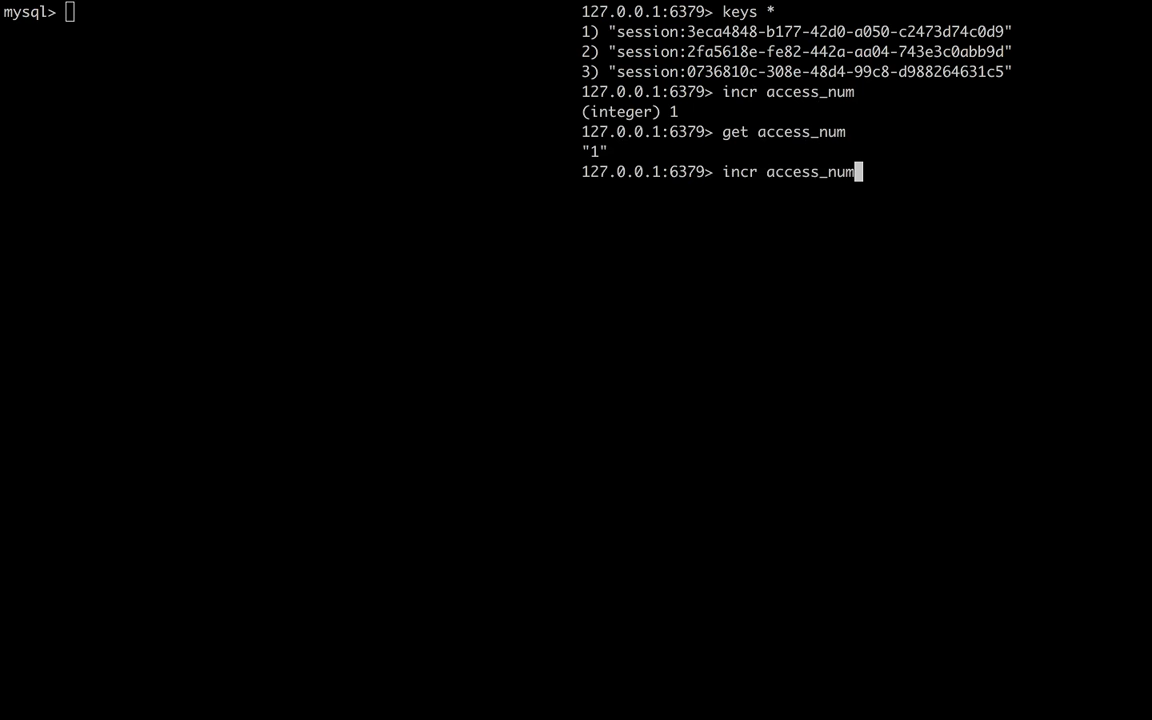 mysql>
127.0.0.1:6379> keys *
1) "session:3eca4848-b177-42d0-a050-c2473d74c0d9"
2) "session:2fa5618e-fe82-442a-aa04-743e3c0abb9d"
3) "session:0736810c-308e-48d4-99c8-d988264631c5"
127.0.0.1:6379> incr access_num
(integer) 1
127.0.0.1:6379> get access_num
"1"
127.0.0.1:6379> incr access_num